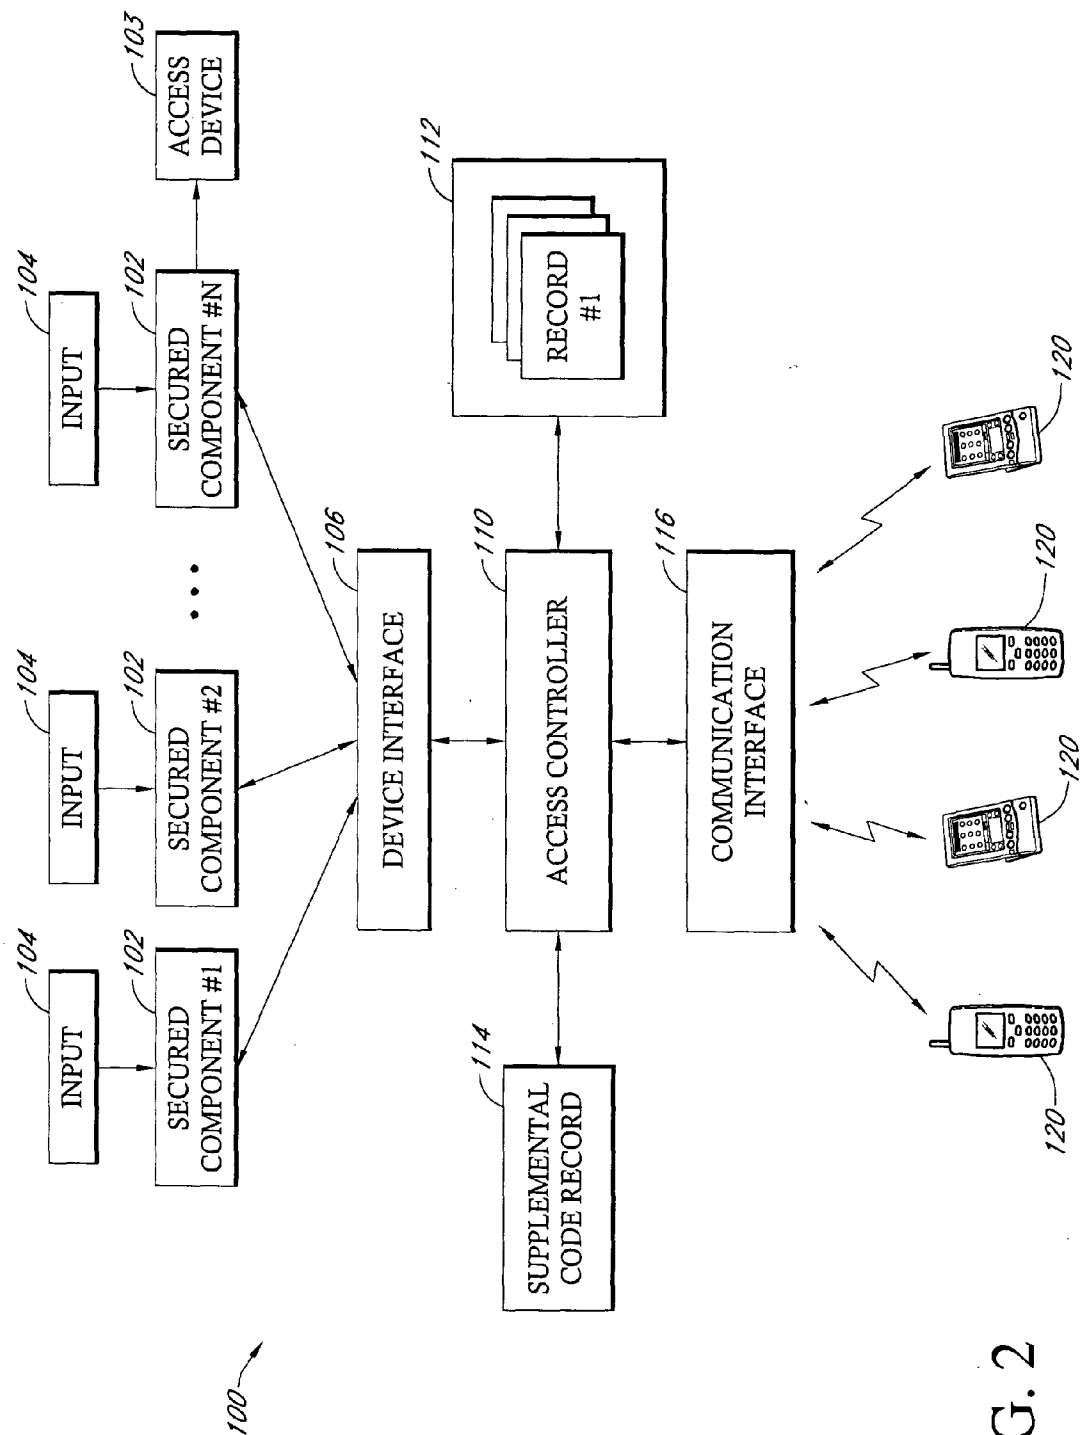 100
104
INPUT
104
INPUT
104
INPUT
102
SECURED
COMPONENT #1
102
SECURED
COMPONENT #2
102
SECURED
COMPONENT #N
103
ACCESS
DEVICE
106
DEVICE INTERFACE
114
SUPPLEMENTAL
CODE RECORD
110
ACCESS CONTROLLER
112
RECORD
#1
116
COMMUNICATION
INTERFACE
120
120
120
120
G. 2